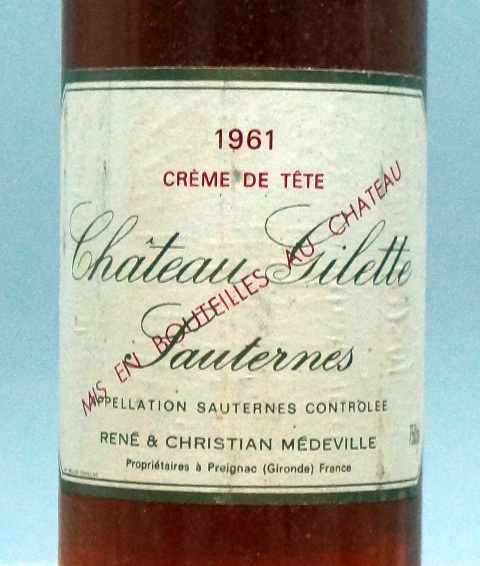 1961
CRÈME DE TÊTE
Château Gilette
MIS EN BOUTEILLES AU CHATEAU
Sauternes
APPELLATION SAUTERNES CONTROLÉE
RENÉ & CHRISTIAN MÉDEVILLE
Propriétaires à Preignac (Gironde) France